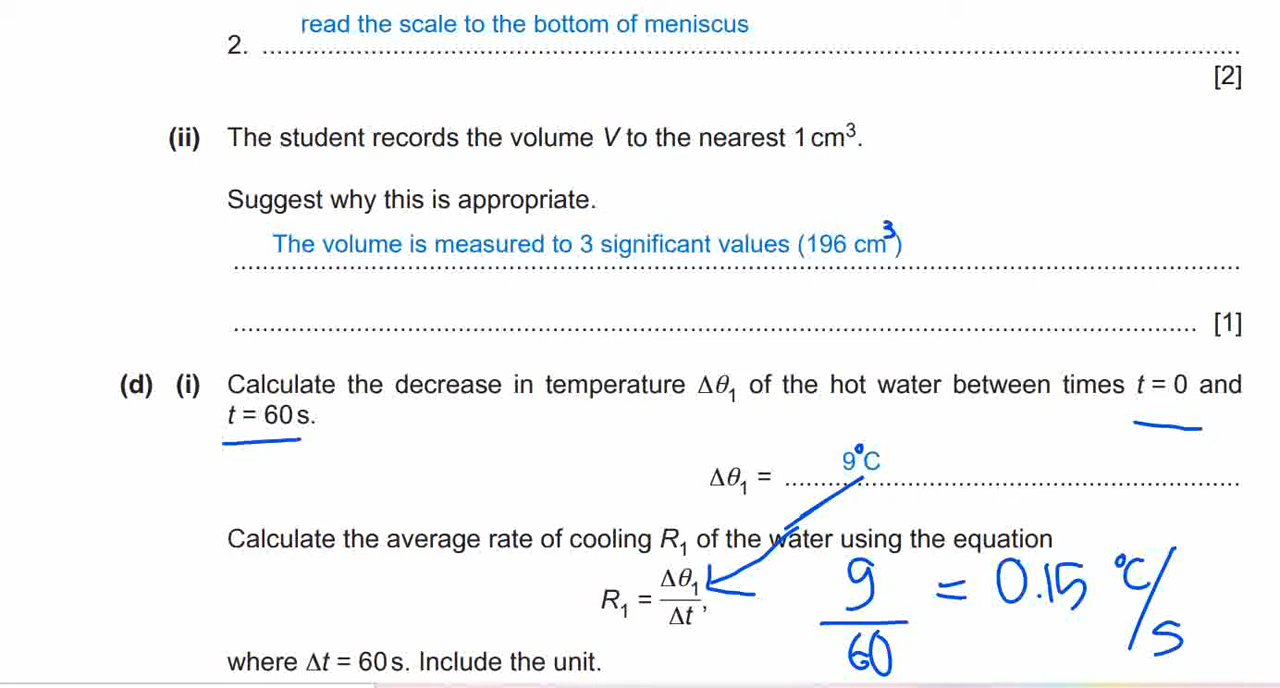 read the scale to the bottom of meniscus
2. ........................................
[2]
(ii) The student records the volume V to the nearest 1 cm³.
Suggest why this is appropriate.
The volume is measured to 3 significant values (196 cm³)
........................................
........................................ [1]
(d) (i) Calculate the decrease in temperature Δθ₁ of the hot water between times t = 0 and
t = 60 s.
9°C
Δθ₁ = ........................................
Calculate the average rate of cooling R₁ of the water using the equation
R₁ = Δθ₁/Δt,
9/60 = 0.15 °C/s
where Δt = 60 s. Include the unit.